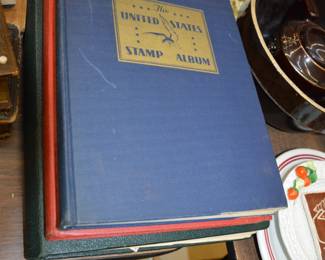 The
UNITED STATES
STAMP ALBUM